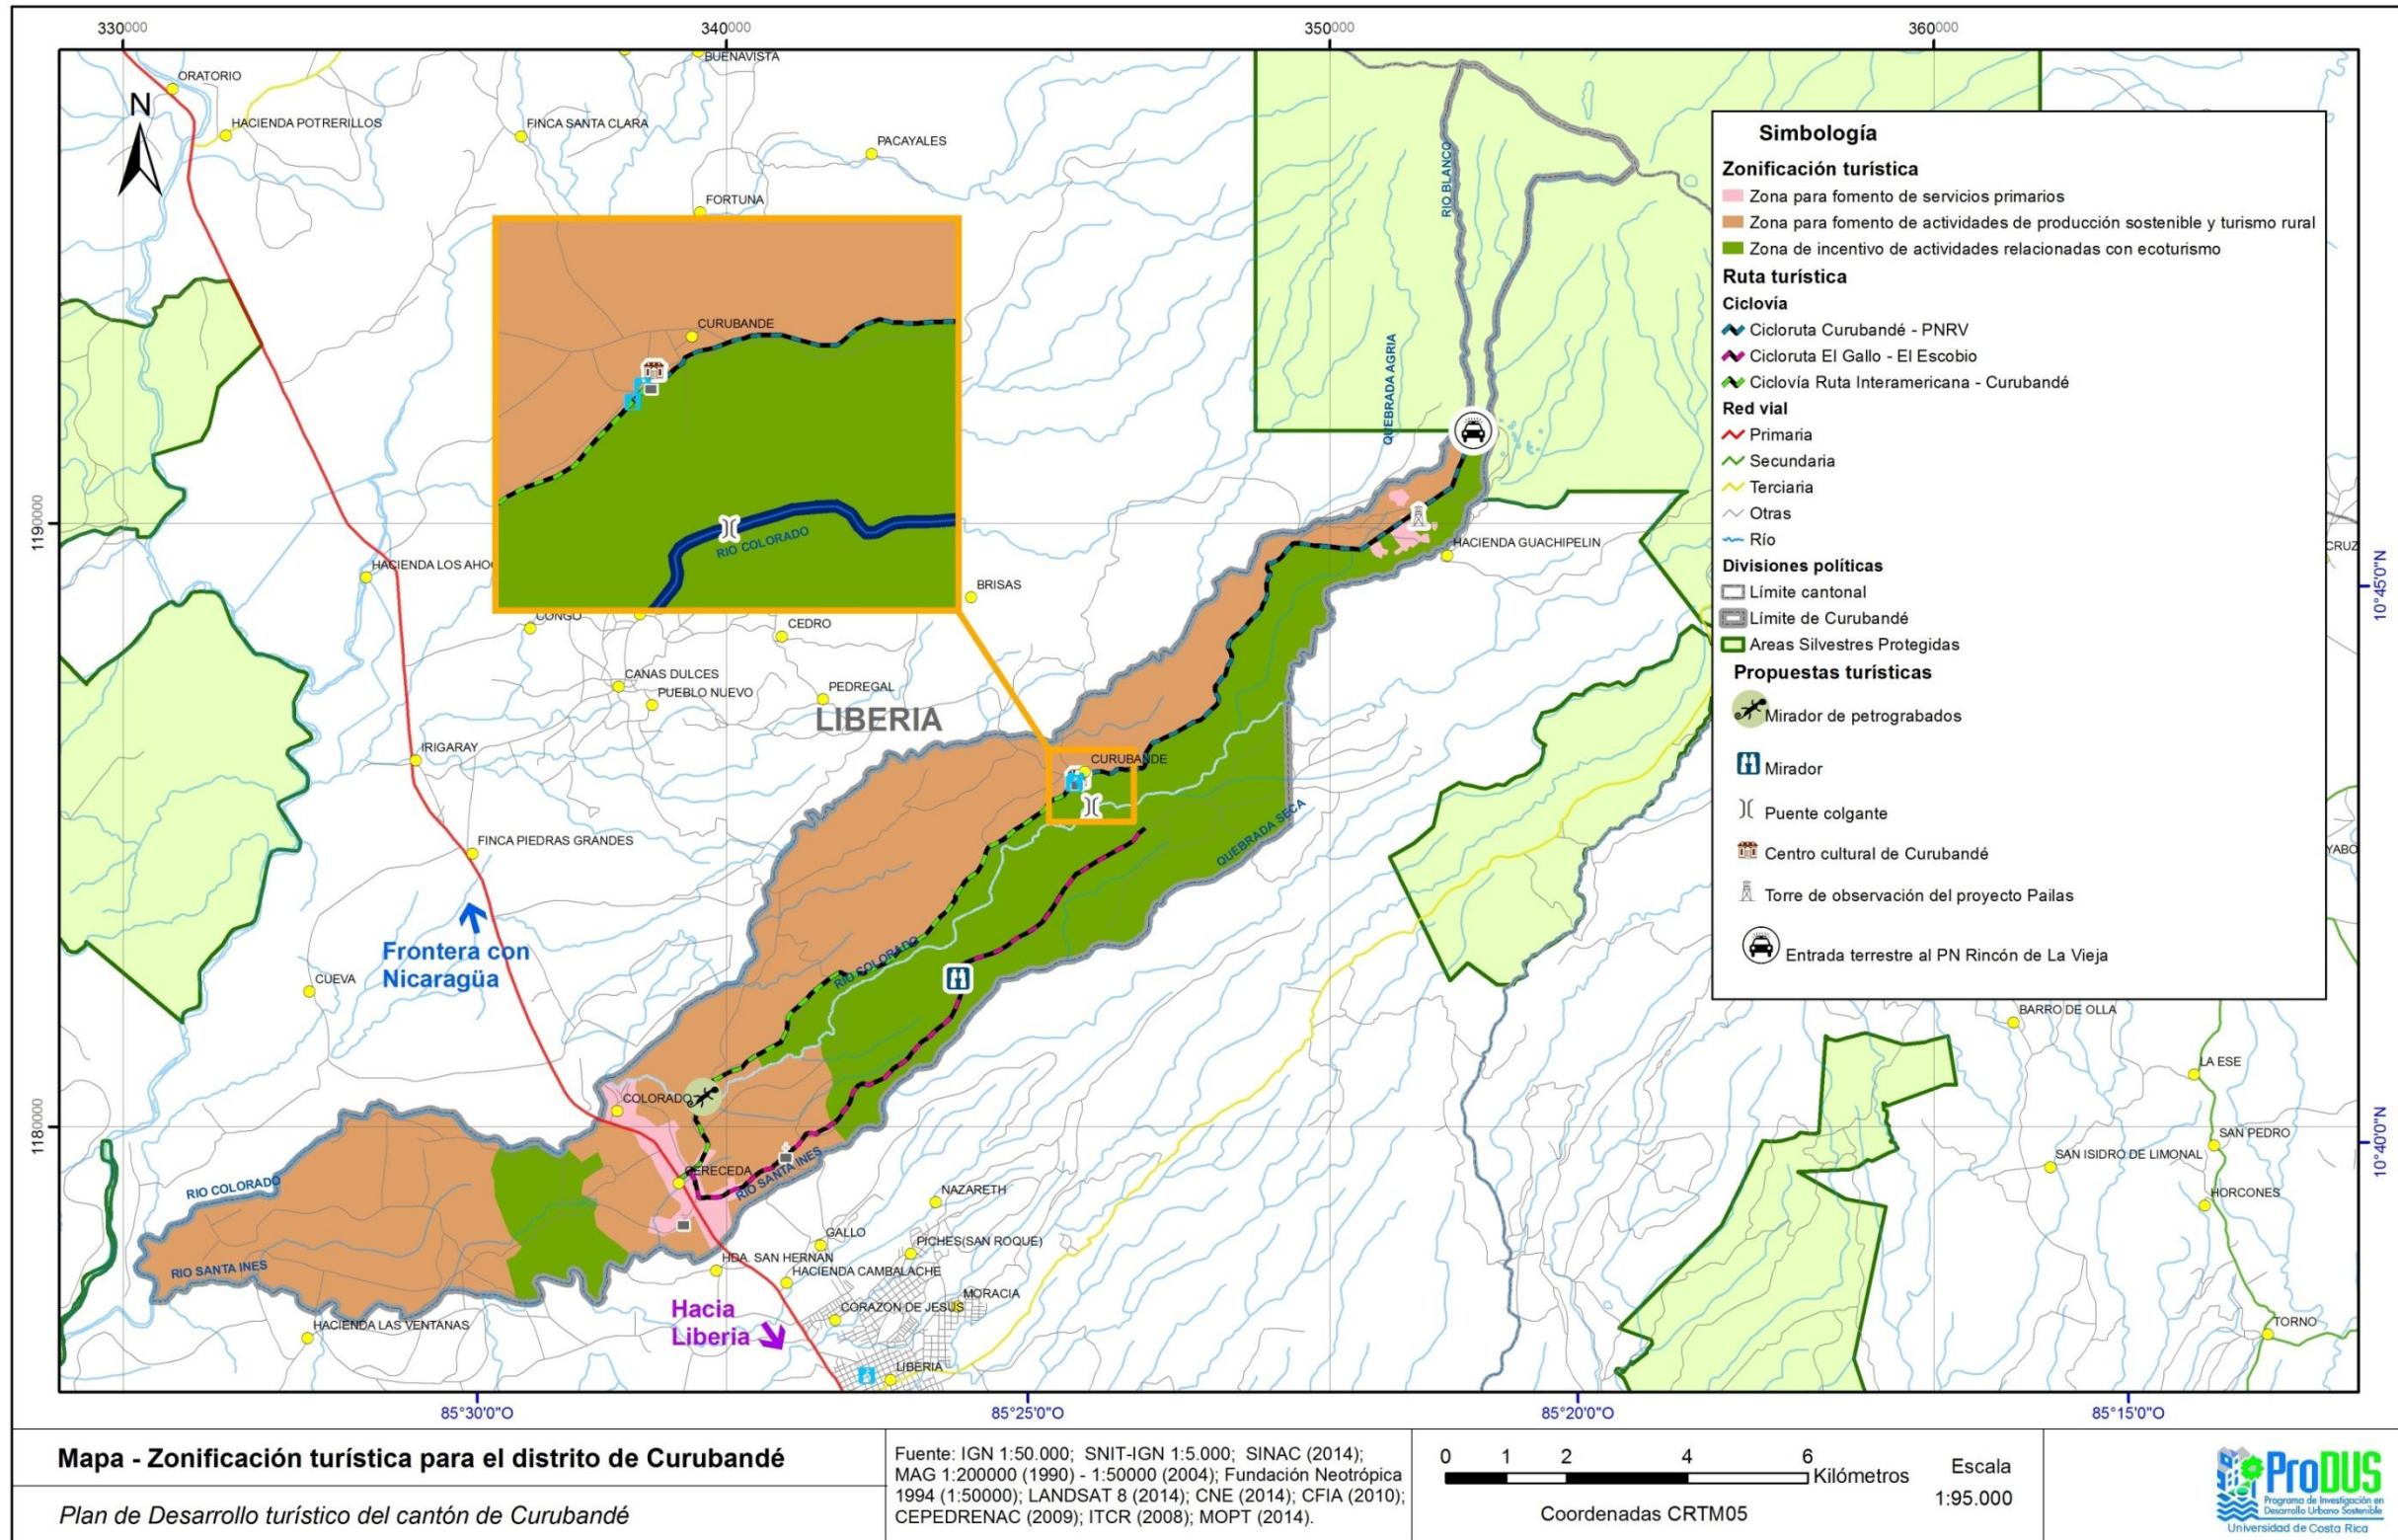 330000
340000
350000
360000
ORATORIO
BUENAVISTA
N
HACIENDA POTRERILLOS
FINCA SANTA CLARA
PACAYALES
FORTUNA
RIO BLANCO
QUEBRADA AGRIA
CURUBANDE
RIO COLORADO
1190000
HACIENDA LOS AHO
CONGO
BRISAS
HACIENDA GUACHIPELIN
CEDRO
CANAS DULCES
PUEBLO NUEVO
PEDREGAL
LIBERIA
IRIGARAY
CURUBANDE
QUEBRADA SECA
FINCA PIEDRAS GRANDES
Frontera con
Nicaragüa
CUEVA
RIO COLORADO
1180000
COLORADO
CERECEDA
RIO SANTA INES
RIO COLORADO
RIO SANTA INES
NAZARETH
GALLO
PICHES(SAN ROQUE)
HDA. SAN HERNAN
HACIENDA CAMBALACHE
MORACIA
CORAZON DE JESUS
HACIENDA LAS VENTANAS
Hacia
Liberia
LIBERIA
Simbología
Zonificación turística
Zona para fomento de servicios primarios
Zona para fomento de actividades de producción sostenible y turismo rural
Zona de incentivo de actividades relacionadas con ecoturismo
Ruta turística
Ciclovía
Cicloruta Curubandé - PNRV
Cicloruta El Gallo - El Escobio
Ciclovía Ruta Interamericana - Curubandé
Red vial
Primaria
Secundaria
Terciaria
Otras
Río
Divisiones políticas
Límite cantonal
Límite de Curubandé
Areas Silvestres Protegidas
Propuestas turísticas
Mirador de petrograbados
Mirador
Puente colgante
Centro cultural de Curubandé
Torre de observación del proyecto Pailas
Entrada terrestre al PN Rincón de La Vieja
CRUZ
YABO
10°45'0"N
BARRO DE OLLA
LA ESE
SAN PEDRO
SAN ISIDRO DE LIMONAL
HORCONES
TORNO
10°40'0"N
85°30'0"O
85°25'0"O
85°20'0"O
85°15'0"O
Mapa - Zonificación turística para el distrito de Curubandé
Plan de Desarrollo turístico del cantón de Curubandé
Fuente: IGN 1:50.000; SNIT-IGN 1:5.000; SINAC (2014);
MAG 1:200000 (1990) - 1:50000 (2004); Fundación Neotrópica
1994 (1:50000); LANDSAT 8 (2014); CNE (2014); CFIA (2010);
CEPEDRENAC (2009); ITCR (2008); MOPT (2014).
0 1 2 4 6
Kilómetros
Coordenadas CRTM05
Escala
1:95.000
ProDUS
Programa de Investigación en
Desarrollo Urbano Sostenible
Universidad de Costa Rica